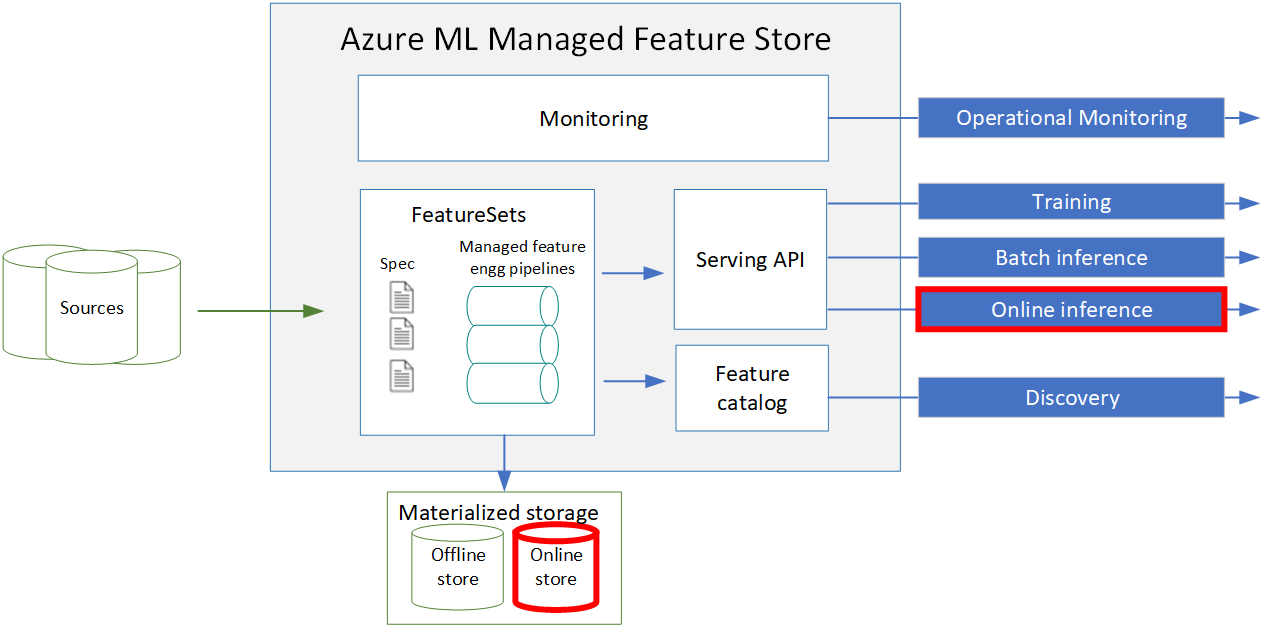 Azure ML Managed Feature Store
Monitoring
Operational Monitoring
FeatureSets
Spec
Managed feature
engg pipelines
Serving API
Training
Batch inference
Online inference
Sources
Feature
catalog
Discovery
Materialized storage
Offline
store
Online
store